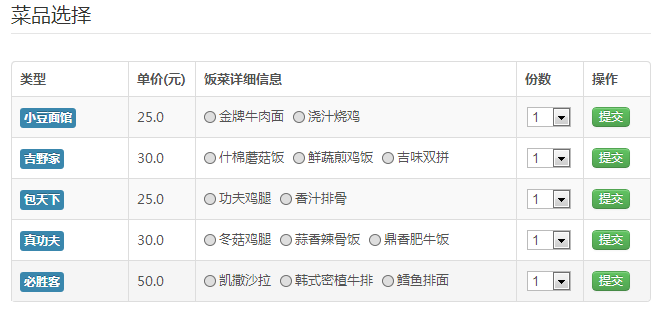 菜品选择
类型 单价(元) 饭菜详细信息 份数 操作
小豆面馆 25.0 金牌牛肉面 浇汁烧鸡 1 提交
吉野家 30.0 什棉蘑菇饭 鲜蔬煎鸡饭 吉味双拼 1 提交
包天下 25.0 功夫鸡腿 香汁排骨 1 提交
真功夫 30.0 冬菇鸡腿 蒜香辣骨饭 鼎香肥牛饭 1 提交
必胜客 50.0 凯撒沙拉 韩式密植牛排 鳕鱼排面 1 提交